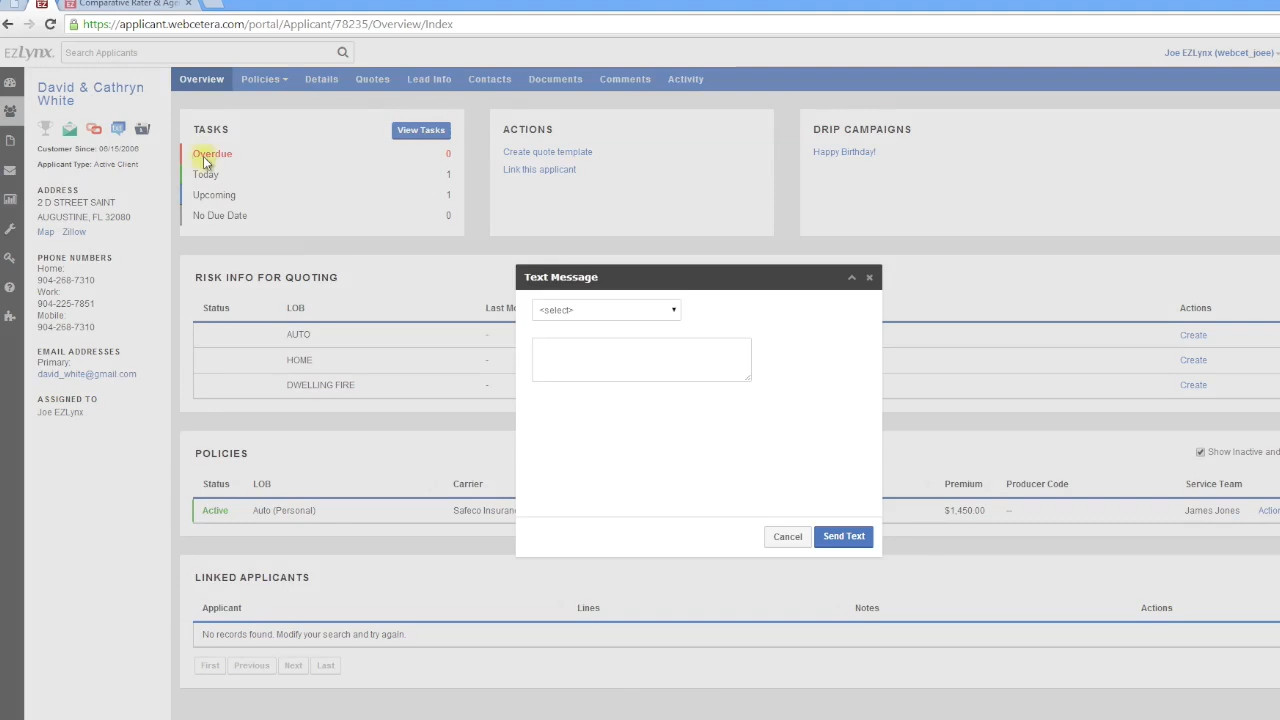 EZ
EZ Comparative Rater & Age ×
https://applicant.webcetera.com/portal/Applicant/78235/Overview/Index
EZLynx.
Search Applicants
Joe EZLynx (webcet_joee)
David & Cathryn
White
Customer Since: 06/15/2006
Applicant Type: Active Client
ADDRESS
2 D STREET SAINT
AUGUSTINE, FL 32080
Map Zillow
PHONE NUMBERS
Home:
904-268-7310
Work:
904-225-7851
Mobile:
904-268-7310
EMAIL ADDRESSES
Primary:
david_white@gmail.com
ASSIGNED TO
Joe EZLynx
Overview Policies Details Quotes Lead Info Contacts Documents Comments Activity
TASKS
View Tasks
Overdue 0
Today 1
Upcoming 1
No Due Date 0
ACTIONS
Create quote template
Link this applicant
DRIP CAMPAIGNS
Happy Birthday!
RISK INFO FOR QUOTING
Status LOB Last Mo Actions
AUTO - Create
HOME - Create
DWELLING FIRE - Create
Text Message
<select>
Cancel Send Text
POLICIES
Show Inactive and
Status LOB Carrier Premium Producer Code Service Team
Active Auto (Personal) Safeco Insuran $1,450.00 -- James Jones Action
LINKED APPLICANTS
Applicant Lines Notes Actions
No records found. Modify your search and try again.
First Previous Next Last